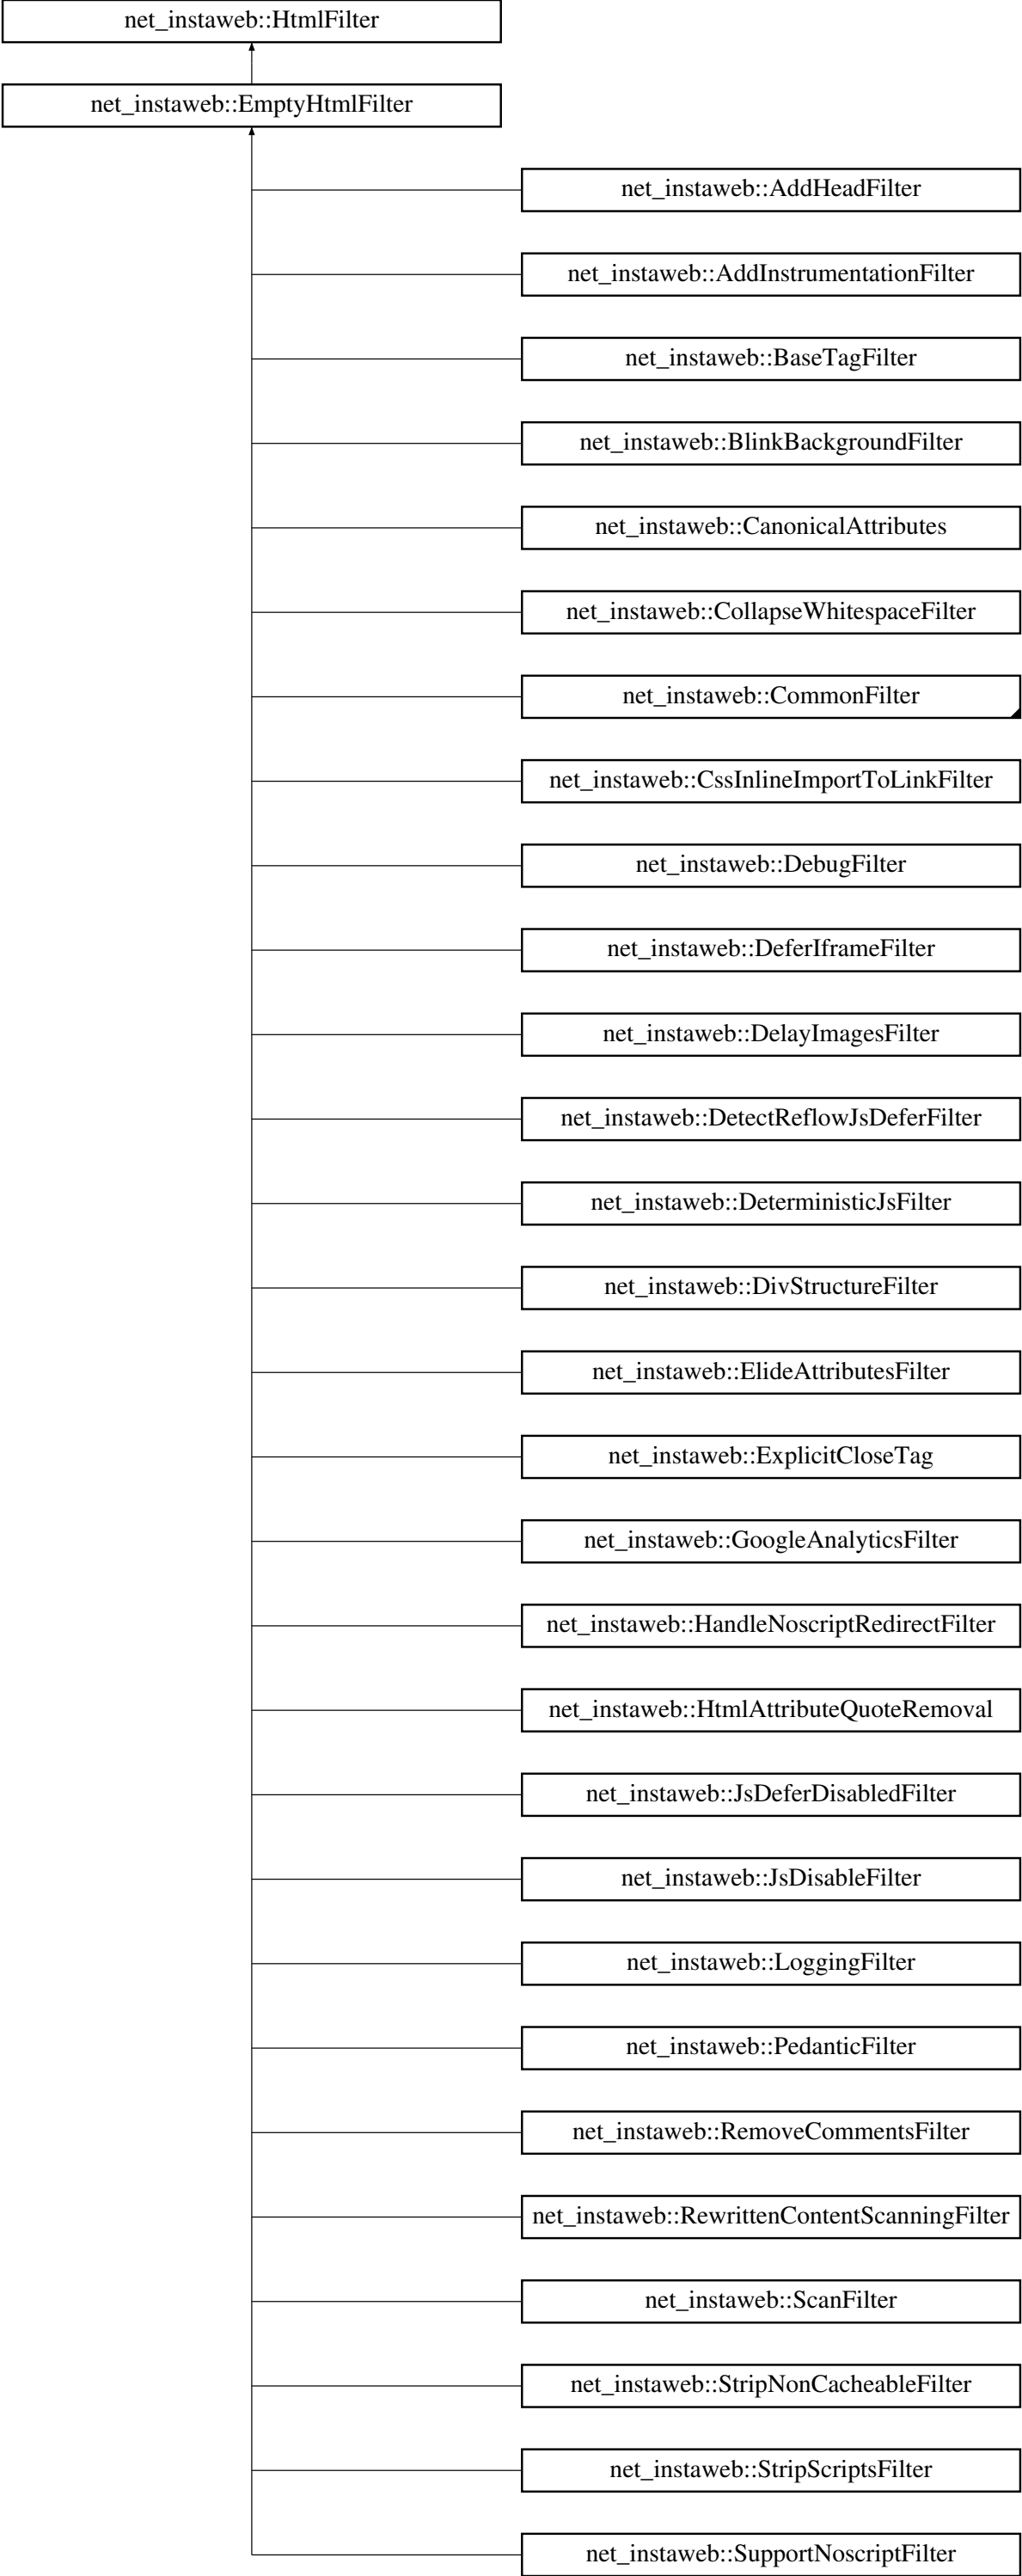 net_instaweb::HtmlFilter
net_instaweb::EmptyHtmlFilter
net_instaweb::AddHeadFilter
net_instaweb::AddInstrumentationFilter
net_instaweb::BaseTagFilter
net_instaweb::BlinkBackgroundFilter
net_instaweb::CanonicalAttributes
net_instaweb::CollapseWhitespaceFilter
net_instaweb::CommonFilter
net_instaweb::CssInlineImportToLinkFilter
net_instaweb::DebugFilter
net_instaweb::DeferIframeFilter
net_instaweb::DelayImagesFilter
net_instaweb::DetectReflowJsDeferFilter
net_instaweb::DeterministicJsFilter
net_instaweb::DivStructureFilter
net_instaweb::ElideAttributesFilter
net_instaweb::ExplicitCloseTag
net_instaweb::GoogleAnalyticsFilter
net_instaweb::HandleNoscriptRedirectFilter
net_instaweb::HtmlAttributeQuoteRemoval
net_instaweb::JsDeferDisabledFilter
net_instaweb::JsDisableFilter
net_instaweb::LoggingFilter
net_instaweb::PedanticFilter
net_instaweb::RemoveCommentsFilter
net_instaweb::RewrittenContentScanningFilter
net_instaweb::ScanFilter
net_instaweb::StripNonCacheableFilter
net_instaweb::StripScriptsFilter
net_instaweb::SupportNoscriptFilter